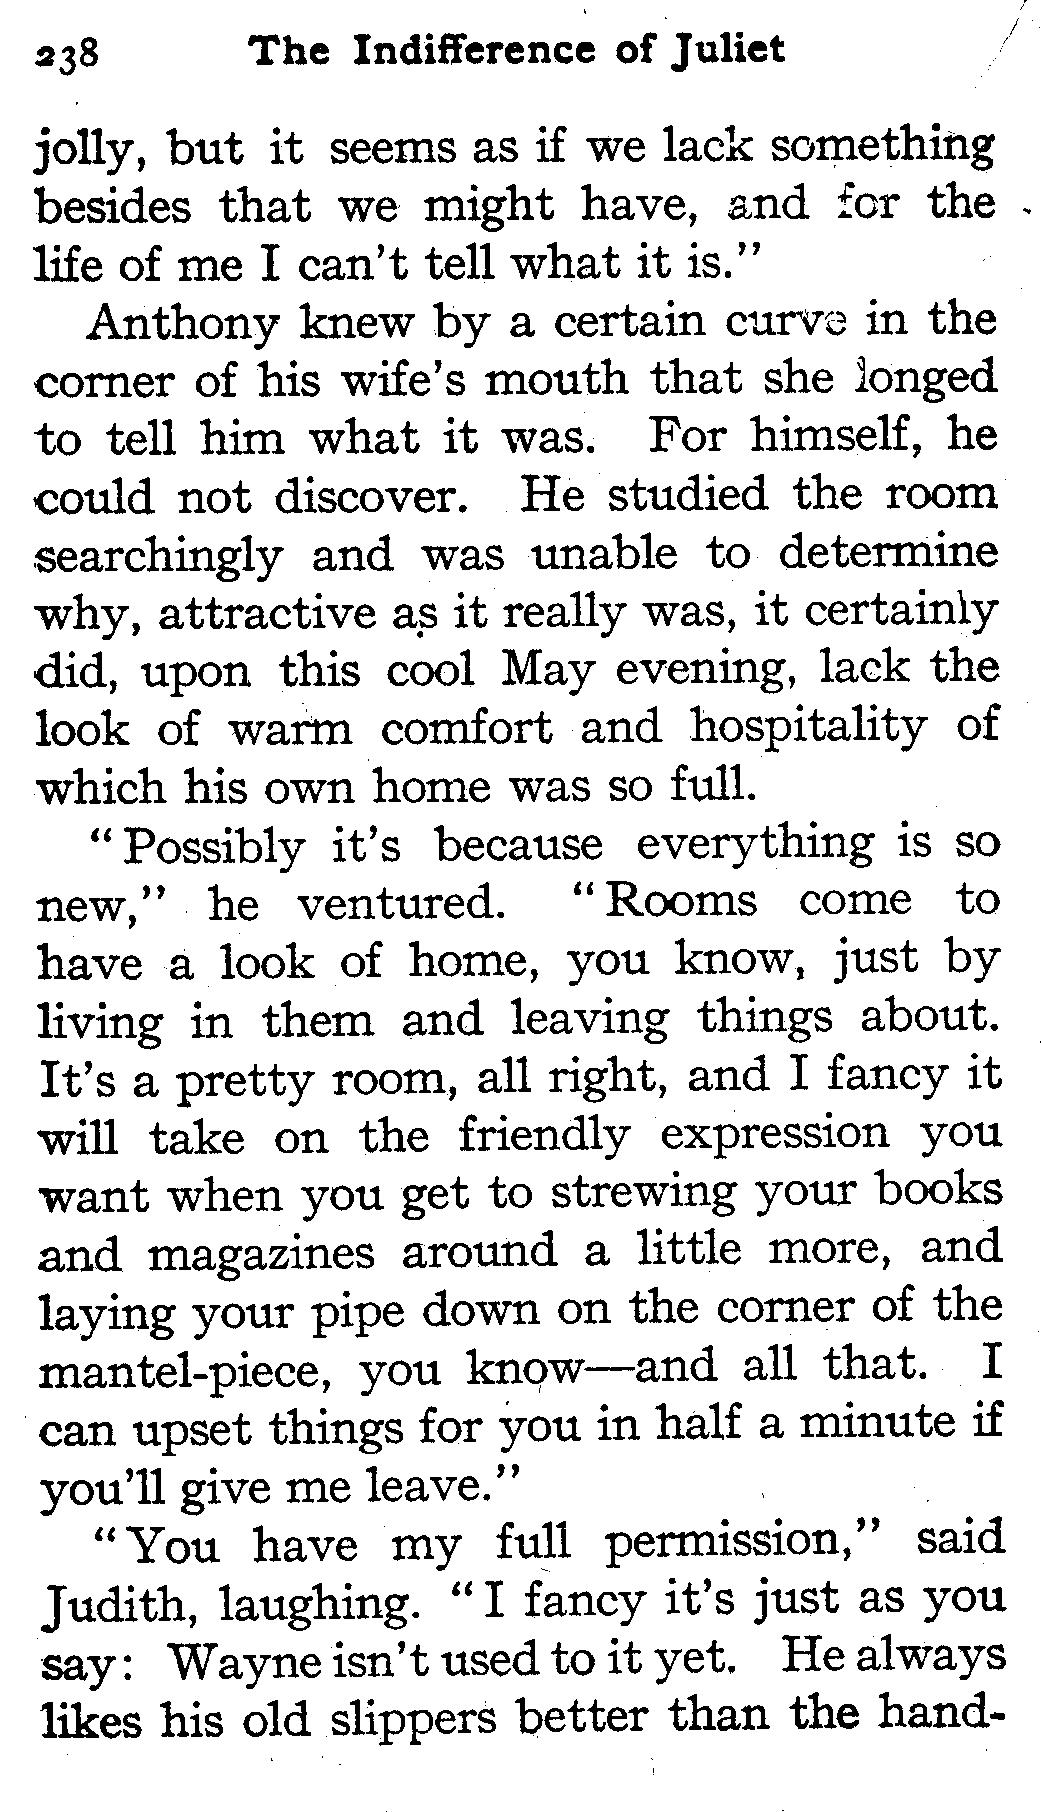 238 The Indifference of Juliet
jolly, but it seems as if we lack something
besides that we might have, and for the
life of me I can't tell what it is."
Anthony knew by a certain curve in the
corner of his wife's mouth that she longed
to tell him what it was. For himself, he
could not discover. He studied the room
searchingly and was unable to determine
why, attractive as it really was, it certainly
did, upon this cool May evening, lack the
look of warm comfort and hospitality of
which his own home was so full.
"Possibly it's because everything is so
new," he ventured. "Rooms come to
have a look of home, you know, just by
living in them and leaving things about.
It's a pretty room, all right, and I fancy it
will take on the friendly expression you
want when you get to strewing your books
and magazines around a little more, and
laying your pipe down on the corner of the
mantel-piece, you know—and all that. I
can upset things for you in half a minute if
you'll give me leave."
"You have my full permission," said
Judith, laughing. "I fancy it's just as you
say: Wayne isn't used to it yet. He always
likes his old slippers better than the hand-